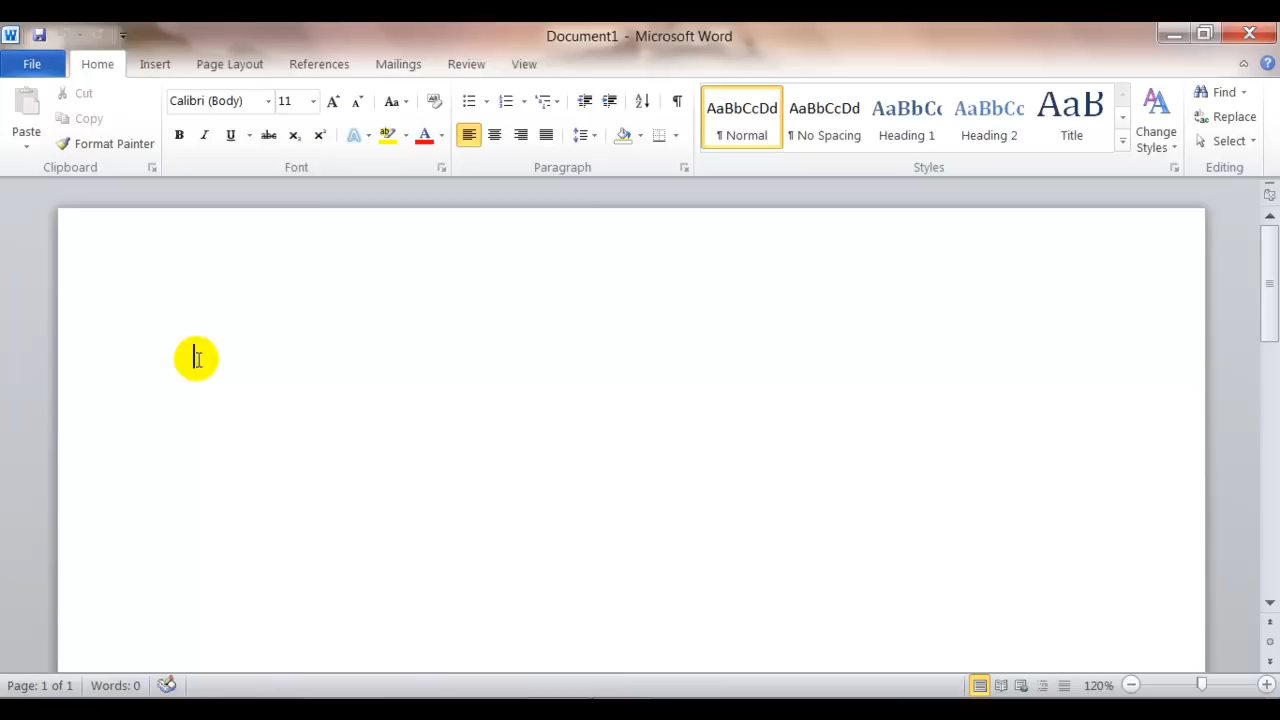 Document1 - Microsoft Word
File Home Insert Page Layout References Mailings Review View
Paste
Cut
Copy
Format Painter
Clipboard
Calibri (Body) 11
Font
Paragraph
AaBbCcDd AaBbCcDd AaBbCc AaBbCc AaB
¶ Normal ¶ No Spacing Heading 1 Heading 2 Title
Change
Styles
Styles
Find
Replace
Select
Editing
Page: 1 of 1 Words: 0 120%